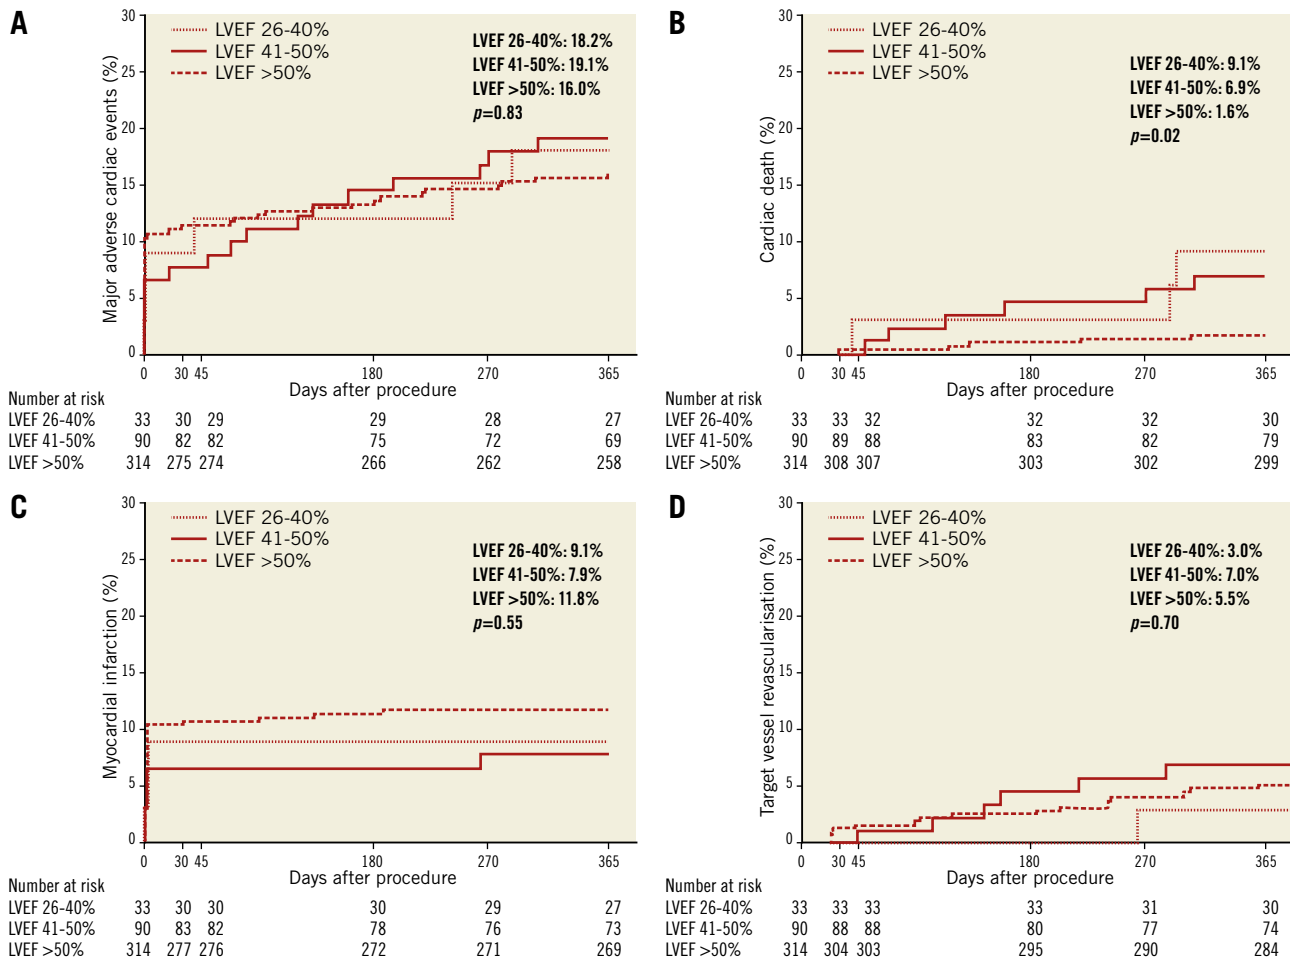 A
Major adverse cardiac events (%)
30
25
20
15
10
5
0
LVEF 26-40%
LVEF 41-50%
LVEF >50%
LVEF 26-40%: 18.2%
LVEF 41-50%: 19.1%
LVEF >50%: 16.0%
p=0.83
0 30 45 180 270 365
Days after procedure
Number at risk
LVEF 26-40% 33 30 29 29 28 27
LVEF 41-50% 90 82 82 75 72 69
LVEF >50% 314 275 274 266 262 258
B
Cardiac death (%)
30
25
20
15
10
5
0
LVEF 26-40%
LVEF 41-50%
LVEF >50%
LVEF 26-40%: 9.1%
LVEF 41-50%: 6.9%
LVEF >50%: 1.6%
p=0.02
0 30 45 180 270 365
Days after procedure
Number at risk
LVEF 26-40% 33 33 32 32 32 30
LVEF 41-50% 90 89 88 83 82 79
LVEF >50% 314 308 307 303 302 299
C
Myocardial infarction (%)
30
25
20
15
10
5
0
LVEF 26-40%
LVEF 41-50%
LVEF >50%
LVEF 26-40%: 9.1%
LVEF 41-50%: 7.9%
LVEF >50%: 11.8%
p=0.55
0 30 45 180 270 365
Days after procedure
Number at risk
LVEF 26-40% 33 30 30 30 29 27
LVEF 41-50% 90 83 82 78 76 73
LVEF >50% 314 277 276 272 271 269
D
Target vessel revascularisation (%)
30
25
20
15
10
5
0
LVEF 26-40%
LVEF 41-50%
LVEF >50%
LVEF 26-40%: 3.0%
LVEF 41-50%: 7.0%
LVEF >50%: 5.5%
p=0.70
0 30 45 180 270 365
Days after procedure
Number at risk
LVEF 26-40% 33 33 33 33 31 30
LVEF 41-50% 90 88 88 80 77 74
LVEF >50% 314 304 303 295 290 284